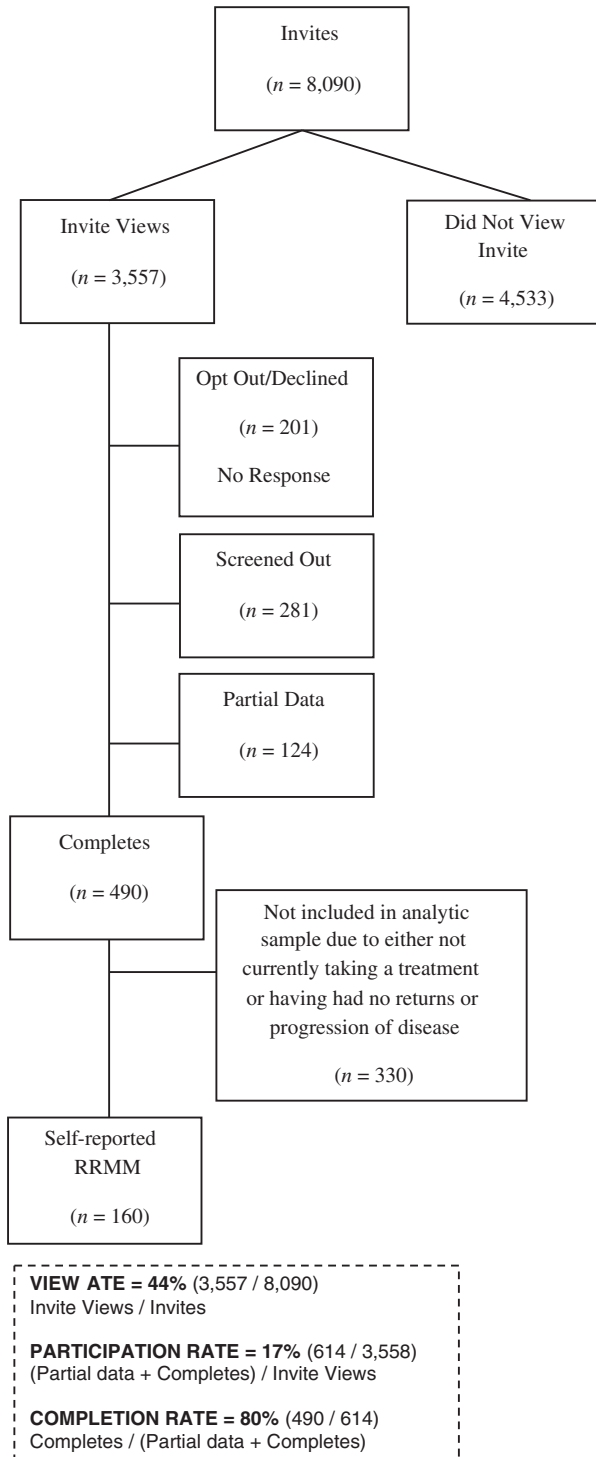 Invites
(n = 8,090)
Invite Views
(n = 3,557)
Did Not View
Invite
(n = 4,533)
Opt Out/Declined
(n = 201)
No Response
Screened Out
(n = 281)
Partial Data
(n = 124)
Completes
(n = 490)
Not included in analytic
sample due to either not
currently taking a treatment
or having had no returns or
progression of disease
(n = 330)
Self-reported
RRMM
(n = 160)
VIEW ATE = 44% (3,557 / 8,090)
Invite Views / Invites
PARTICIPATION RATE = 17% (614 / 3,558)
(Partial data + Completes) / Invite Views
COMPLETION RATE = 80% (490 / 614)
Completes / (Partial data + Completes)